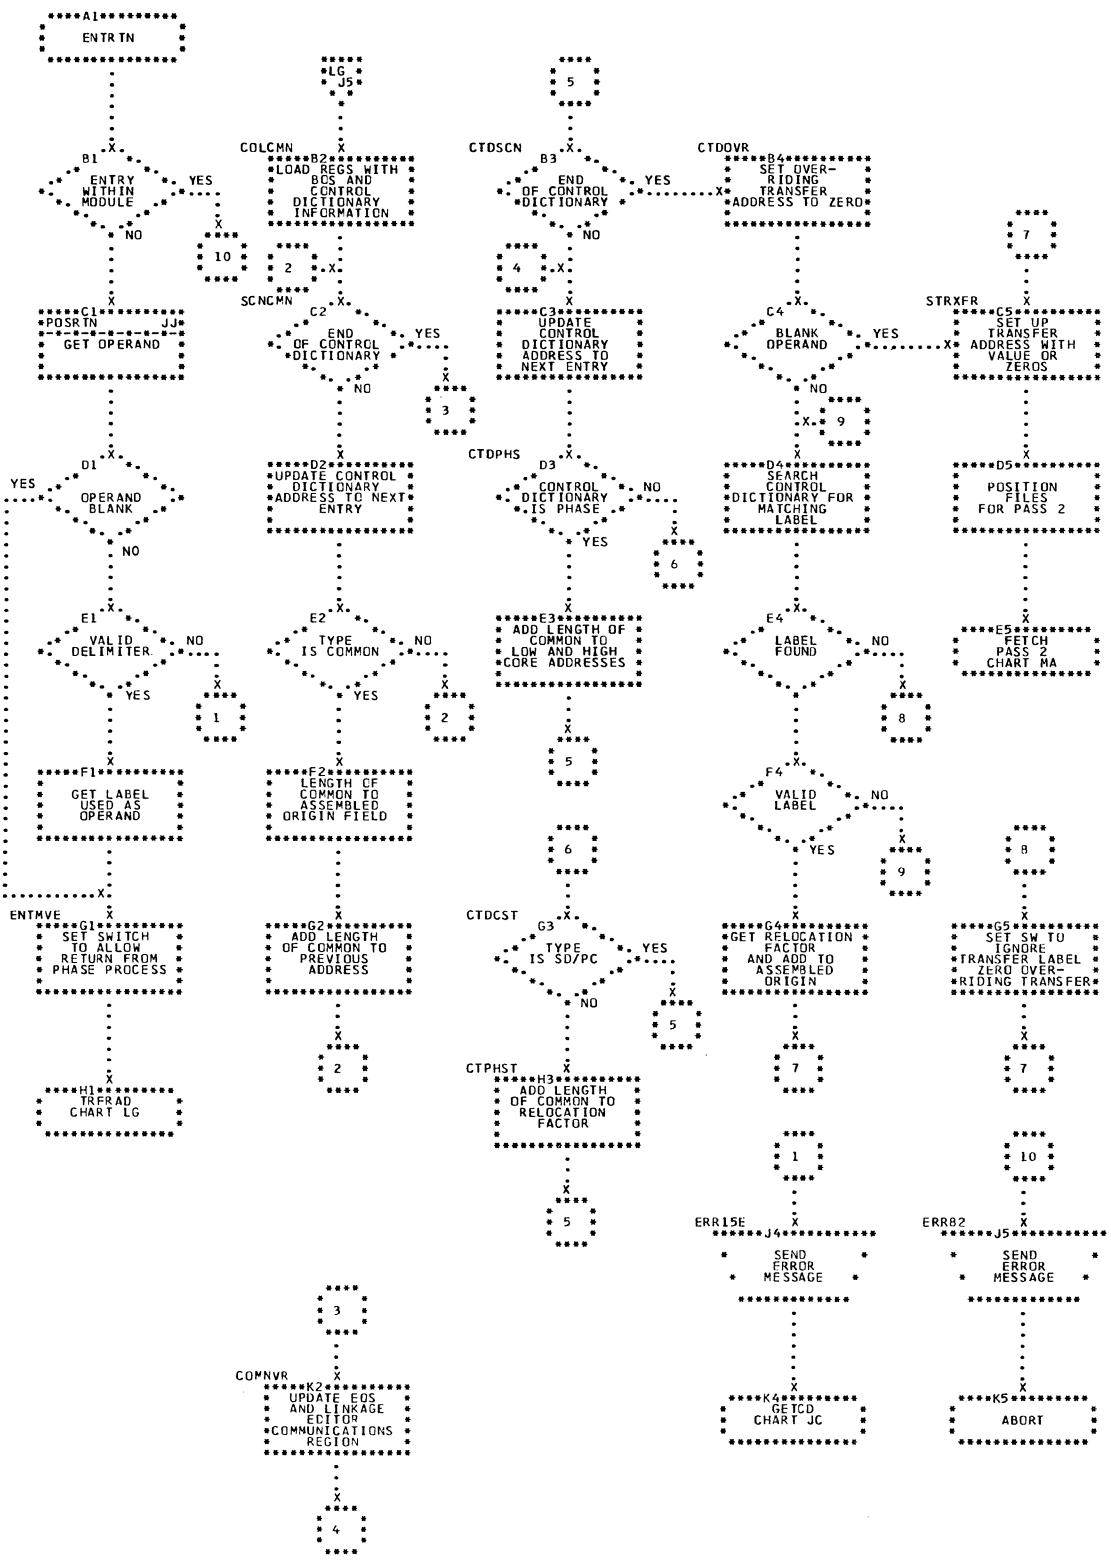 A1
ENTRTN
B1
ENTRY
WITHIN
MODULE
YES
NO
10
C1
POSRTN JJ
GET OPERAND
D1
YES
OPERAND
BLANK
NO
E1
VALID
DELIMITER
NO
YES
1
F1
GET LABEL
USED AS
OPERAND
ENTMVE
G1
SET SWITCH
TO ALLOW
RETURN FROM
PHASE PROCESS
H1
TRFRAD
CHART LG
LG
J5
COLCMN
B2
LOAD REGS WITH
BOS AND
CONTROL
DICTIONARY
INFORMATION
2
SCNCMN
C2
END
OF CONTROL
DICTIONARY
YES
NO
3
D2
UPDATE CONTROL
DICTIONARY
ADDRESS TO NEXT
ENTRY
E2
TYPE
IS COMMON
NO
YES
2
F2
LENGTH OF
COMMON TO
ASSEMBLED
ORIGIN FIELD
G2
ADD LENGTH
OF COMMON TO
PREVIOUS
ADDRESS
2
3
COMNVR
K2
UPDATE EOS
AND LINKAGE
EDITOR
COMMUNICATIONS
REGION
4
5
CTDSCN
B3
END
OF CONTROL
DICTIONARY
YES
NO
4
C3
UPDATE
CONTROL
DICTIONARY
ADDRESS TO
NEXT ENTRY
CTDPHS
D3
CONTROL
DICTIONARY
IS PHASE
NO
YES
6
E3
ADD LENGTH OF
COMMON TO
LOW AND HIGH
CORE ADDRESSES
5
6
CTDCST
G3
TYPE
IS SD/PC
YES
NO
5
CTPHST
H3
ADD LENGTH
OF COMMON TO
RELOCATION
FACTOR
5
CTDOVR
B4
SET OVER-
RIDING
TRANSFER
ADDRESS TO ZERO
C4
BLANK
OPERAND
YES
NO
9
D4
SEARCH
CONTROL
DICTIONARY FOR
MATCHING
LABEL
E4
LABEL
FOUND
NO
8
F4
VALID
LABEL
NO
YES
9
G4
GET RELOCATION
FACTOR
AND ADD TO
ASSEMBLED
ORIGIN
7
1
ERR15E
J4
SEND
ERROR
MESSAGE
K4
GETCD
CHART JC
7
STRXFR
C5
SET UP
TRANSFER
ADDRESS WITH
VALUE OR
ZEROS
D5
POSITION
FILES
FOR PASS 2
E5
FETCH
PASS 2
CHART MA
8
G5
SET SW TO
IGNORE
TRANSFER LABEL
ZERO OVER-
RIDING TRANSFER
7
10
ERR82
J5
SEND
ERROR
MESSAGE
K5
ABORT